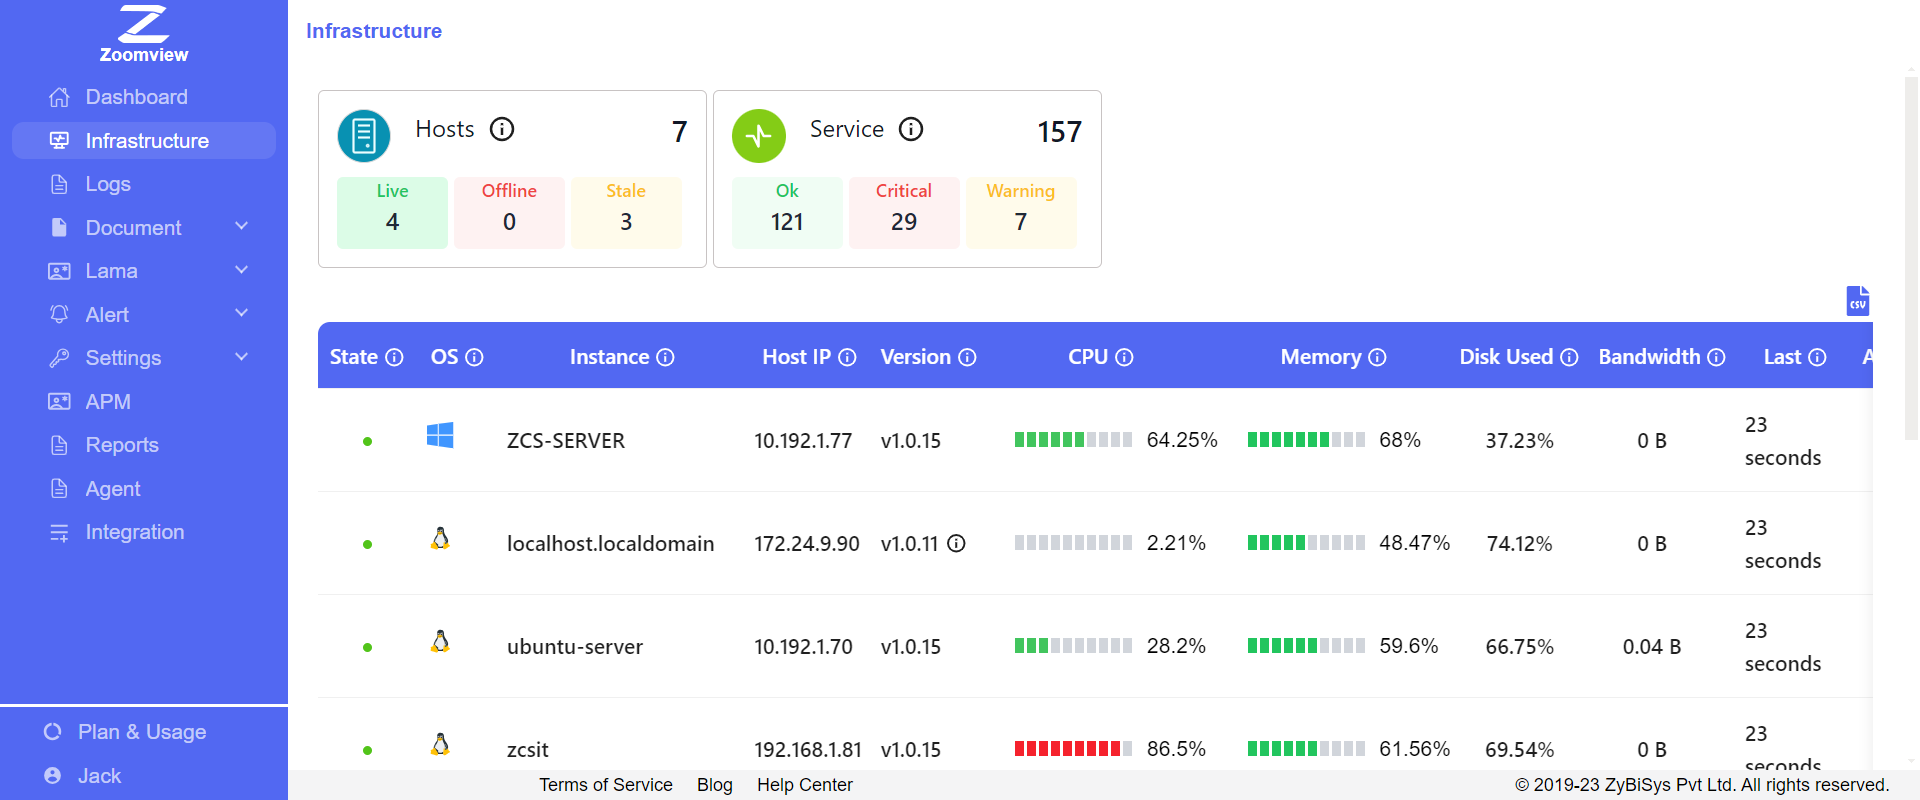 Zoomview
Dashboard
Infrastructure
Logs
Document
Lama
Alert
Settings
APM
Reports
Agent
Integration
Plan & Usage
Jack
Infrastructure
Hosts 7
Live Offline Stale
4 0 3
Service 157
Ok Critical Warning
121 29 7
CSV
State OS Instance Host IP Version CPU Memory Disk Used Bandwidth Last A
ZCS-SERVER 10.192.1.77 v1.0.15 64.25% 68% 37.23% 0 B 23 seconds
localhost.localdomain 172.24.9.90 v1.0.11 2.21% 48.47% 74.12% 0 B 23 seconds
ubuntu-server 10.192.1.70 v1.0.15 28.2% 59.6% 66.75% 0.04 B 23 seconds
zcsit 192.168.1.81 v1.0.15 86.5% 61.56% 69.54% 0 B 23 seconds
Terms of Service Blog Help Center © 2019-23 ZyBiSys Pvt Ltd. All rights reserved.